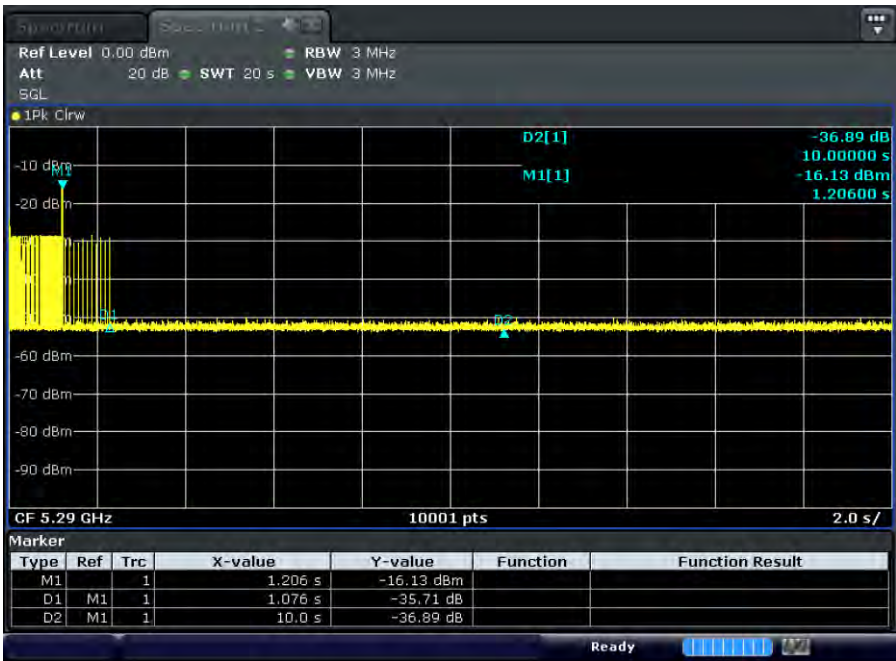 Spectrum
Ref Level 0.00 dBm RBW 3 MHz
Att 20 dB SWT 20 s VBW 3 MHz
SGL
1Pk Clrw
D2[1] -36.89 dB
10.00000 s
M1[1] -16.13 dBm
1.20600 s
-10 dBm
M1
-20 dBm
D1
D2
-60 dBm
-70 dBm
-80 dBm
-90 dBm
CF 5.29 GHz 10001 pts 2.0 s/
Marker
Type Ref Trc X-value Y-value Function Function Result
M1 1 1.206 s -16.13 dBm
D1 M1 1 1.076 s -35.71 dB
D2 M1 1 10.0 s -36.89 dB
Ready